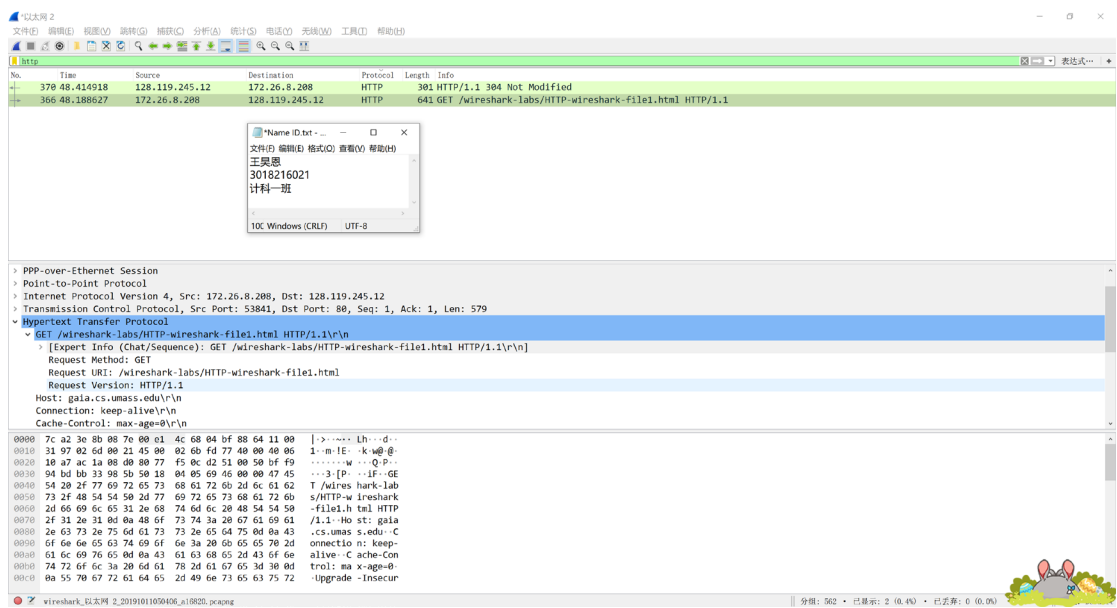 *以太网 2
文件(F) 编辑(E) 视图(V) 跳转(G) 捕获(C) 分析(A) 统计(S) 电话(Y) 无线(W) 工具(T) 帮助(H)
http 表达式…
No. Time Source Destination Protocol Length Info
370 48.414918 128.119.245.12 172.26.8.208 HTTP 301 HTTP/1.1 304 Not Modified
366 48.188627 172.26.8.208 128.119.245.12 HTTP 641 GET /wireshark-labs/HTTP-wireshark-file1.html HTTP/1.1
*Name ID.txt - ...
文件(F) 编辑(E) 格式(O) 查看(V) 帮助(H)
王昊恩
3018216021
计科一班
Windows (CRLF) UTF-8
PPP-over-Ethernet Session
Point-to-Point Protocol
Internet Protocol Version 4, Src: 172.26.8.208, Dst: 128.119.245.12
Transmission Control Protocol, Src Port: 53841, Dst Port: 80, Seq: 1, Ack: 1, Len: 579
Hypertext Transfer Protocol
GET /wireshark-labs/HTTP-wireshark-file1.html HTTP/1.1\r\n
[Expert Info (Chat/Sequence): GET /wireshark-labs/HTTP-wireshark-file1.html HTTP/1.1\r\n]
Request Method: GET
Request URI: /wireshark-labs/HTTP-wireshark-file1.html
Request Version: HTTP/1.1
Host: gaia.cs.umass.edu\r\n
Connection: keep-alive\r\n
Cache-Control: max-age=0\r\n
0000 7c a2 3e 8b 08 7e 00 e1 4c 68 04 bf 88 64 11 00 |·>··~·· Lh···d··
0010 31 97 02 6d 00 21 45 00 02 6b fd 77 40 00 40 06 1··m·!E· ·k·w@·@·
0020 10 a7 ac 1a 08 d0 80 77 f5 0c d2 51 00 50 bf f9 ·······w ···Q·P··
0030 94 bd bb 33 98 5b 50 18 04 05 69 46 00 00 47 45 ···3·[P· ··iF··GE
0040 54 20 2f 77 69 72 65 73 68 61 72 6b 2d 6c 61 62 T /wires hark-lab
0050 73 2f 48 54 54 50 2d 77 69 72 65 73 68 61 72 6b s/HTTP-w ireshark
0060 2d 66 69 6c 65 31 2e 68 74 6d 6c 20 48 54 54 50 -file1.h tml HTTP
0070 2f 31 2e 31 0d 0a 48 6f 73 74 3a 20 67 61 69 61 /1.1··Ho st: gaia
0080 2e 63 73 2e 75 6d 61 73 73 2e 65 64 75 0d 0a 43 .cs.umas s.edu··C
0090 6f 6e 6e 65 63 74 69 6f 6e 3a 20 6b 65 65 70 2d onnectio n: keep-
00a0 61 6c 69 76 65 0d 0a 43 61 63 68 65 2d 43 6f 6e alive··C ache-Con
00b0 74 72 6f 6c 3a 20 6d 61 78 2d 61 67 65 3d 30 0d trol: ma x-age=0·
00c0 0a 55 70 67 72 61 64 65 2d 49 6e 73 65 63 75 72 ·Upgrade -Insecur
wireshark_以太网 2_20191011050406_a16820.pcapng 分组: 562 · 已显示: 2 (0.4%) · 已丢弃: 0 (0.0%)